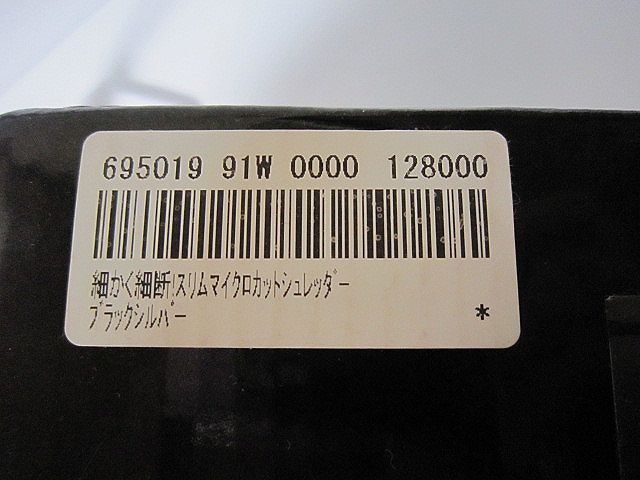 695019 91W 0000 128000
細かく細断!スリムマイクロカットシュレッダー
ブラックシルバー
*